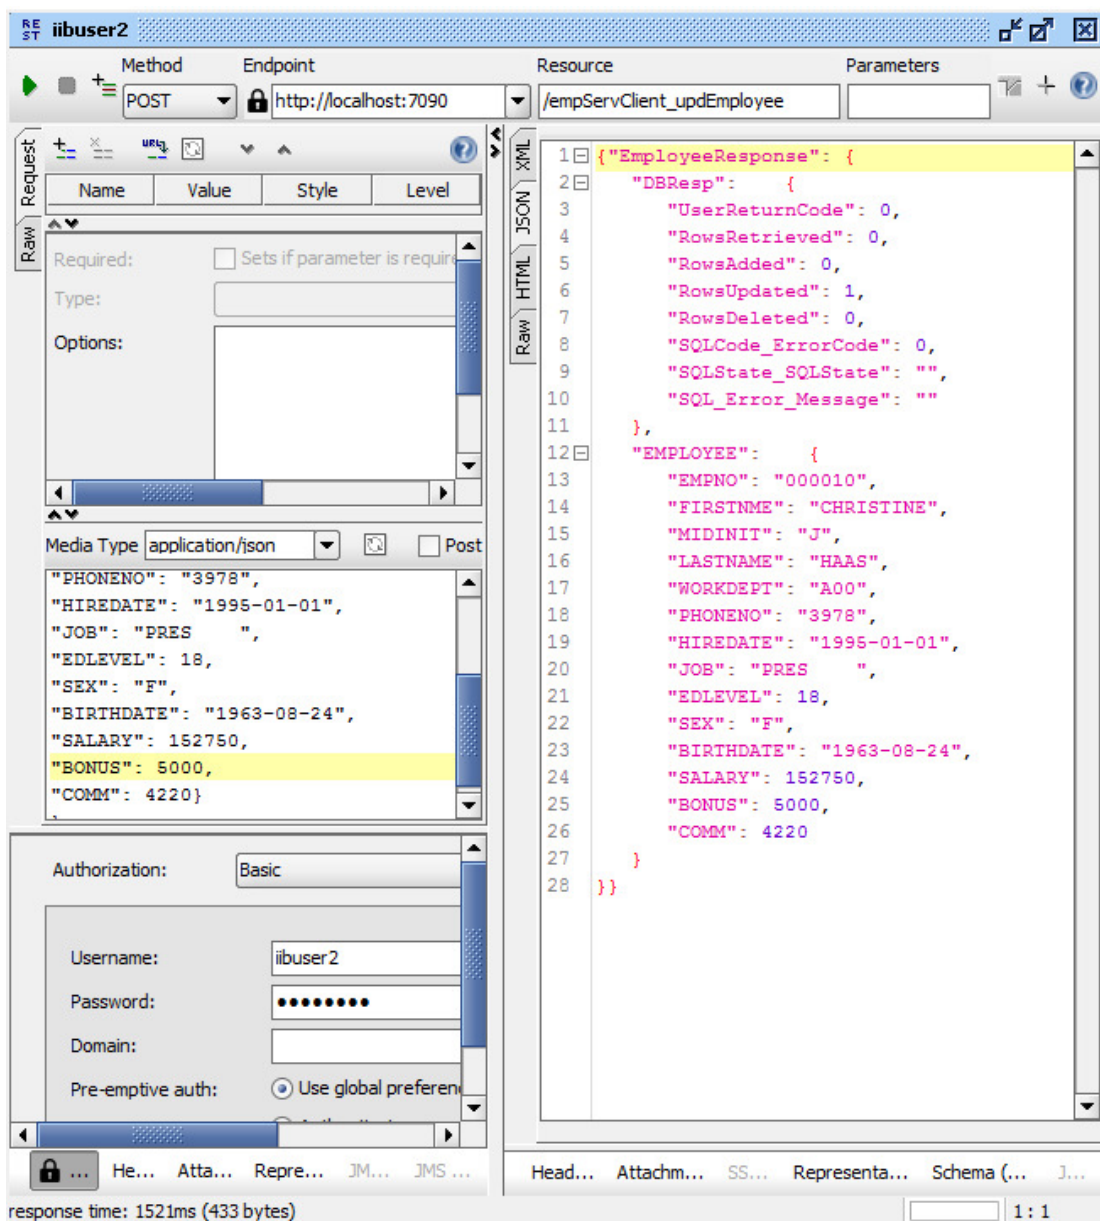 RE ST iibuser2
Method Endpoint Resource Parameters
POST http://localhost:7090 /empServClient_updEmployee
Request
Raw
Name Value Style Level
Required: Sets if parameter is require
Type:
Options:
Media Type application/json Post
"PHONENO": "3978",
"HIREDATE": "1995-01-01",
"JOB": "PRES     ",
"EDLEVEL": 18,
"SEX": "F",
"BIRTHDATE": "1963-08-24",
"SALARY": 152750,
"BONUS": 5000,
"COMM": 4220}
Authorization: Basic
Username: iibuser2
Password: ●●●●●●●●
Domain:
Pre-emptive auth: Use global preferen
... He... Atta... Repre... JM... JMS ...
XML
JSON
HTML
Raw
1 {"EmployeeResponse": {
2 "DBResp": {
3 "UserReturnCode": 0,
4 "RowsRetrieved": 0,
5 "RowsAdded": 0,
6 "RowsUpdated": 1,
7 "RowsDeleted": 0,
8 "SQLCode_ErrorCode": 0,
9 "SQLState_SQLState": "",
10 "SQL_Error_Message": ""
11 },
12 "EMPLOYEE": {
13 "EMPNO": "000010",
14 "FIRSTNME": "CHRISTINE",
15 "MIDINIT": "J",
16 "LASTNAME": "HAAS",
17 "WORKDEPT": "A00",
18 "PHONENO": "3978",
19 "HIREDATE": "1995-01-01",
20 "JOB": "PRES     ",
21 "EDLEVEL": 18,
22 "SEX": "F",
23 "BIRTHDATE": "1963-08-24",
24 "SALARY": 152750,
25 "BONUS": 5000,
26 "COMM": 4220
27 }
28 }}
Head... Attachm... SS... Representa... Schema (... J...
response time: 1521ms (433 bytes) 1 : 1